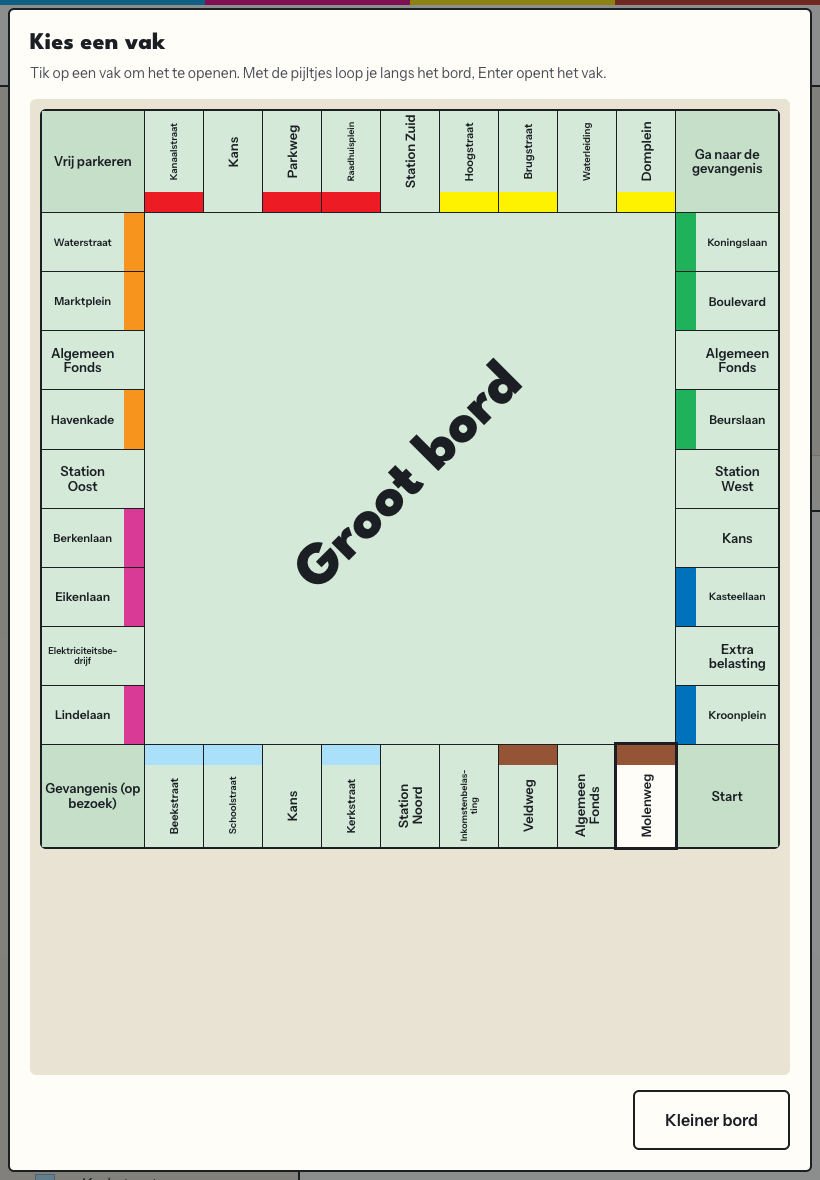 Kies een vak
Tik op een vak om het te openen. Met de pijltjes loop je langs het bord, Enter opent het vak.
Vrij parkeren
Kanaalstraat
Kans
Parkweg
Raadhuisplein
Station Zuid
Hoogstraat
Brugstraat
Waterleiding
Domplein
Ga naar de
gevangenis
Waterstraat
Koningslaan
Marktplein
Boulevard
Algemeen
Fonds
Algemeen
Fonds
Havenkade
Beurslaan
Station
Oost
Station
West
Berkenlaan
Kans
Eikenlaan
Kasteellaan
Elektriciteitsbe-
drijf
Extra
belasting
Lindelaan
Kroonplein
Groot bord
Gevangenis (op
bezoek)
Beekstraat
Schoolstraat
Kans
Kerkstraat
Station
Noord
Inkomstenbelas-
ting
Veldweg
Algemeen
Fonds
Molenweg
Start
Kleiner bord